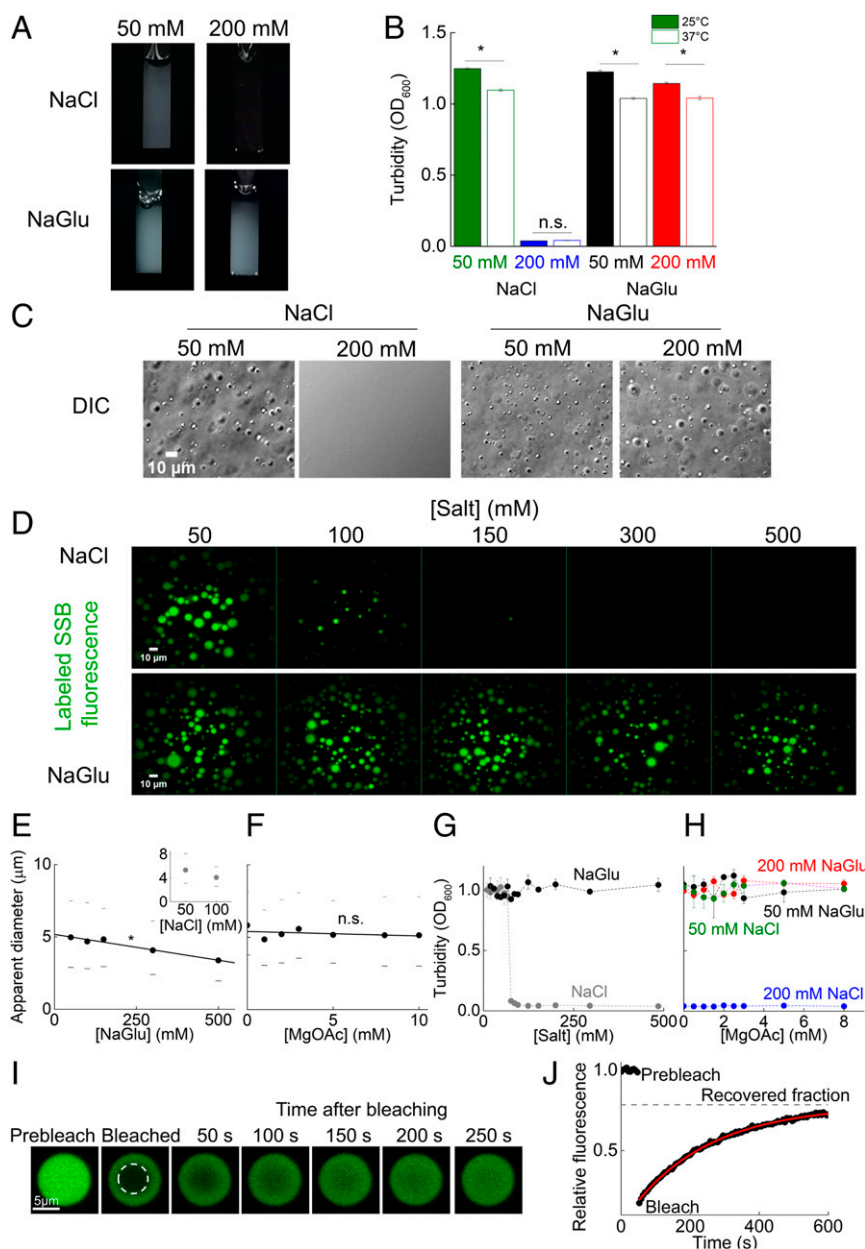 A
50 mM 200 mM
NaCl
NaGlu
B
25°C
37°C
Turbidity (OD600)
1.5
1.0
0.5
0.0
*
n.s.
*
*
50 mM 200 mM 50 mM 200 mM
NaCl NaGlu
C
NaCl NaGlu
50 mM 200 mM 50 mM 200 mM
DIC
10 µm
D
[Salt] (mM)
50 100 150 300 500
NaCl
Labeled SSB
fluorescence
10 µm
NaGlu
10 µm
E
Apparent diameter (µm)
10
5
0
*
8
4
0
50 100
[NaCl] (mM)
0 250 500
[NaGlu] (mM)
F
n.s.
0 5 10
[MgOAc] (mM)
G
Turbidity (OD600)
2.0
1.0
0.0
NaGlu
NaCl
0 250 500
[Salt] (mM)
H
200 mM NaGlu
50 mM NaGlu
50 mM NaCl
200 mM NaCl
0 2 4 6 8
[MgOAc] (mM)
I
Time after bleaching
Prebleach Bleached 50 s 100 s 150 s 200 s 250 s
5µm
J
Relative fluorescence
1.0
0.5
Prebleach
Recovered fraction
Bleach
0 200 400 600
Time (s)